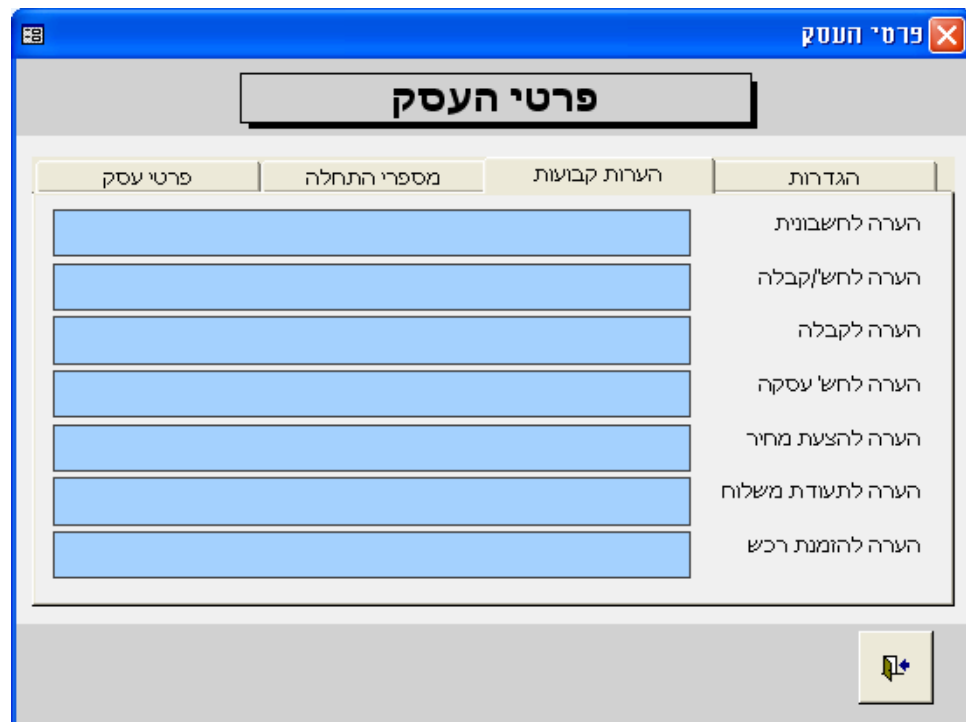 פרטי העסק
פרטי העסק
הגדרות
הערות קבועות
מספרי התחלה
פרטי עסק
הערה לחשבונית
הערה לחש'/קבלה
הערה לקבלה
הערה לחש' עסקה
הערה להצעת מחיר
הערה לתעודת משלוח
הערה להזמנת רכש